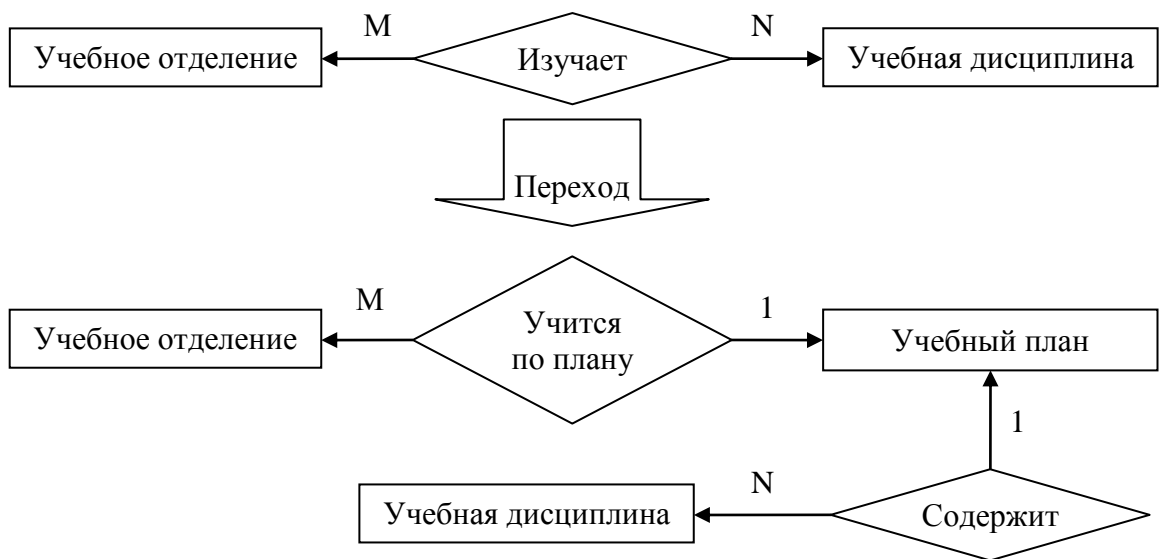 M
N
Учебное отделение
Изучает
Учебная дисциплина
Переход
M
1
Учебное отделение
Учится
по плану
Учебный план
1
N
Учебная дисциплина
Содержит